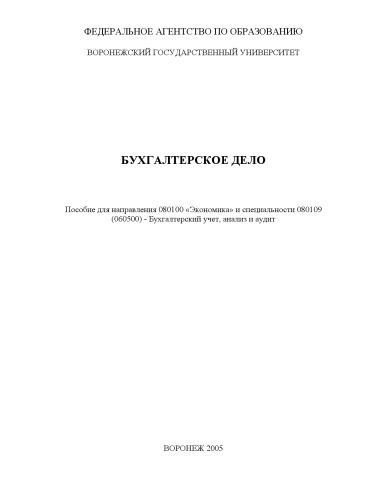 ФЕДЕРАЛЬНОЕ АГЕНТСТВО ПО ОБРАЗОВАНИЮ
ВОРОНЕЖСКИЙ ГОСУДАРСТВЕННЫЙ УНИВЕРСИТЕТ
БУХГАЛТЕРСКОЕ ДЕЛО
Пособие для направления 080100 «Экономика» и специальности 080109
(060500) - Бухгалтерский учет, анализ и аудит
ВОРОНЕЖ 2005